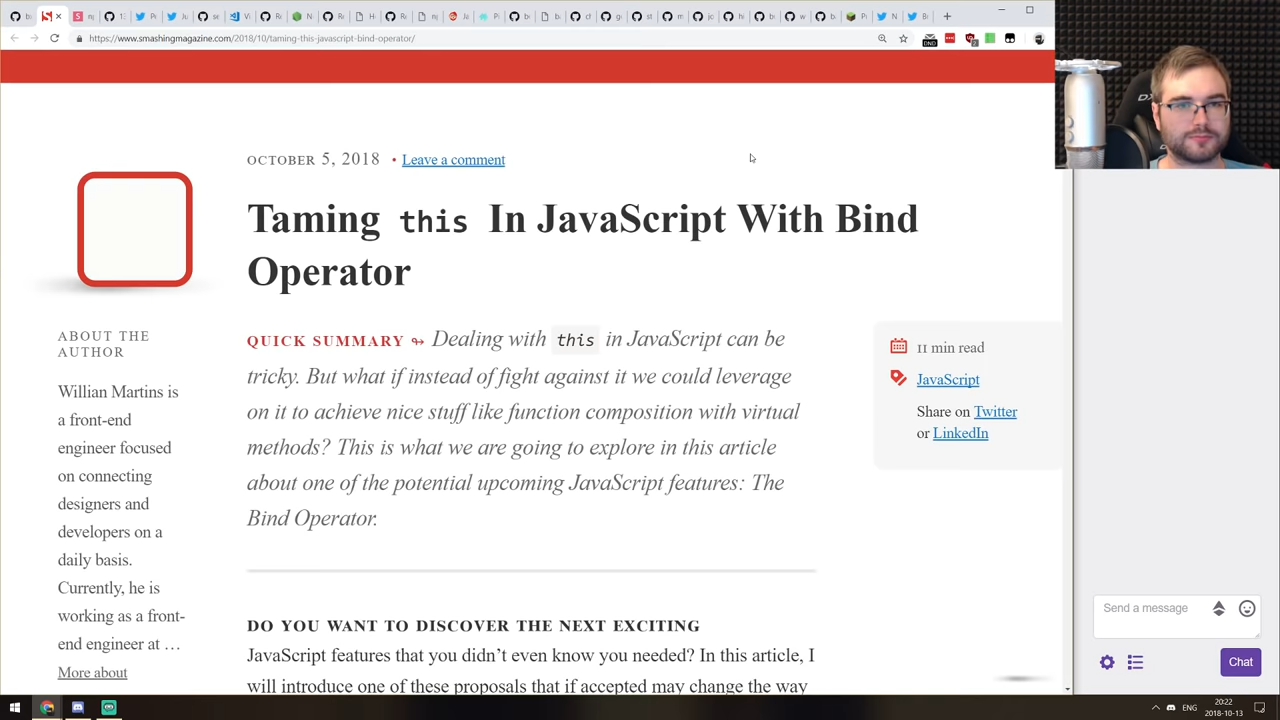 https://www.smashingmagazine.com/2018/10/taming-this-javascript-bind-operator/
OCTOBER 5, 2018 • Leave a comment
Taming this In JavaScript With Bind
Operator
ABOUT THE
AUTHOR
Willian Martins is
a front-end
engineer focused
on connecting
designers and
developers on a
daily basis.
Currently, he is
working as a front-
end engineer at …
More about
QUICK SUMMARY ↬ Dealing with this in JavaScript can be
tricky. But what if instead of fight against it we could leverage
on it to achieve nice stuff like function composition with virtual
methods? This is what we are going to explore in this article
about one of the potential upcoming JavaScript features: The
Bind Operator.
11 min read
JavaScript
Share on Twitter
or LinkedIn
DO YOU WANT TO DISCOVER THE NEXT EXCITING
JavaScript features that you didn’t even know you needed? In this article, I
will introduce one of these proposals that if accepted may change the way
Send a message
Chat
ENG
20:22
2018-10-13